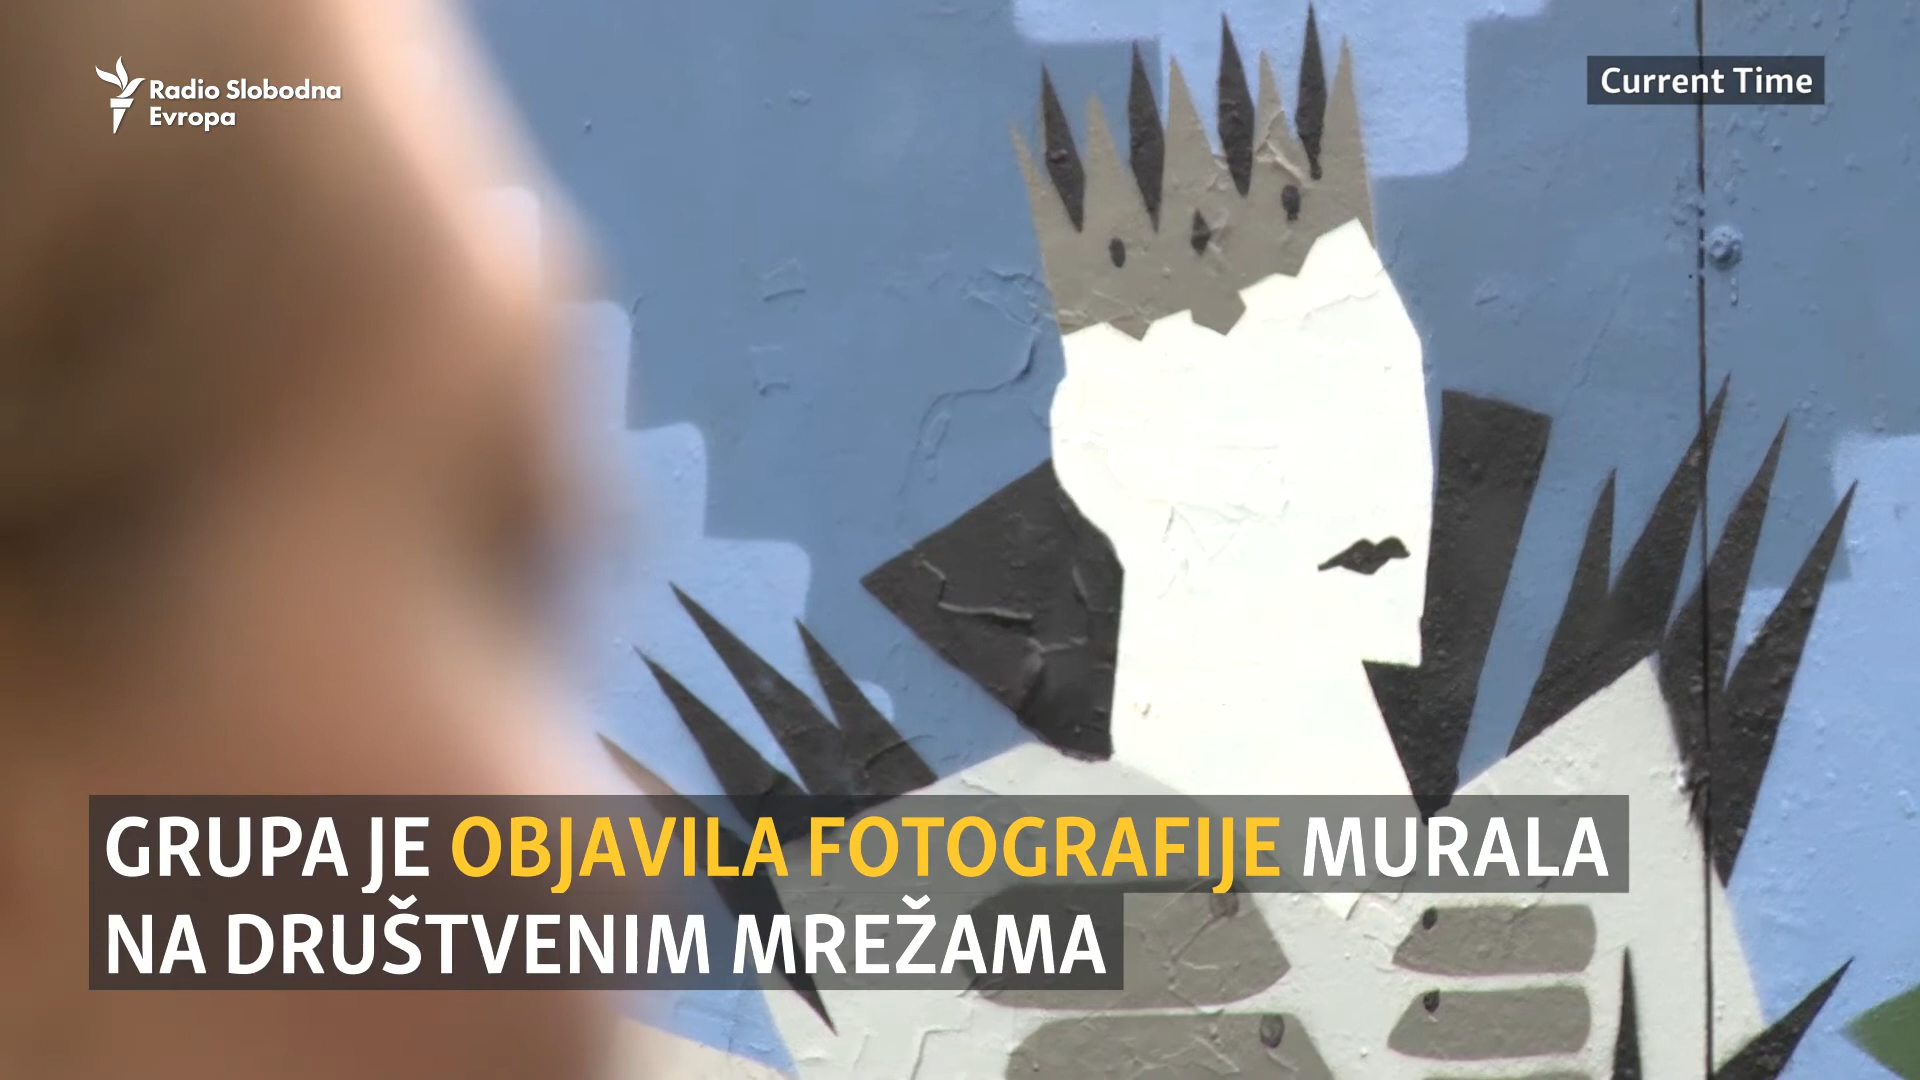 Radio Slobodna
Evropa
Current Time
GRUPA JE OBJAVILA FOTOGRAFIJE MURALA
NA DRUŠTVENIM MREŽAMA